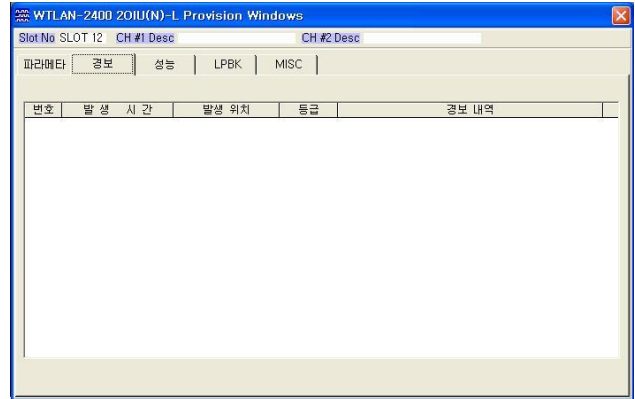 WTLAN-2400 2OIU(N)-L Provision Windows
Slot No SLOT 12 CH #1 Desc CH #2 Desc
파라메타 경보 성능 LPBK MISC
번호 발 생 시 간 발생 위치 등급 경보 내역